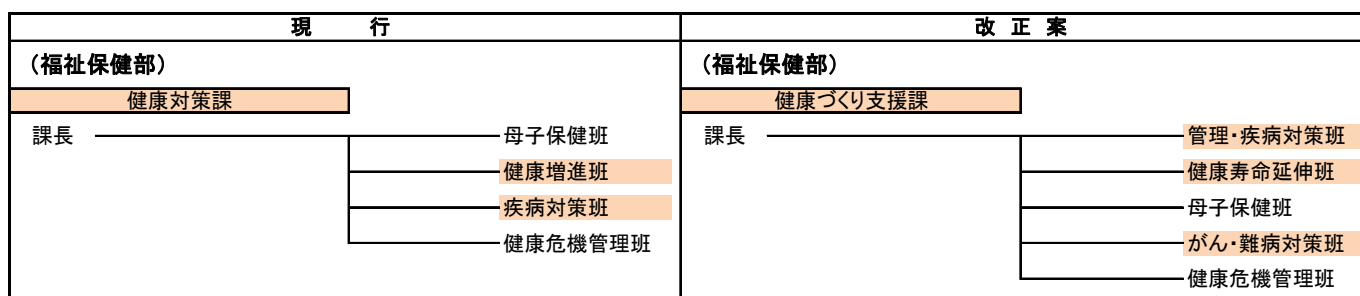 現　　行
（福祉保健部）
健康対策課
課長
母子保健班
健康増進班
疾病対策班
健康危機管理班
改 正 案
（福祉保健部）
健康づくり支援課
課長
管理・疾病対策班
健康寿命延伸班
母子保健班
がん・難病対策班
健康危機管理班